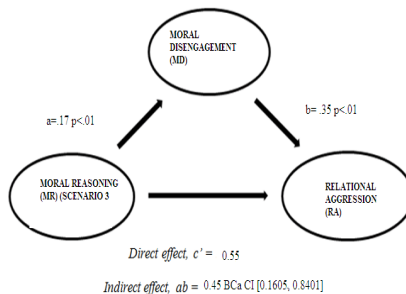 MORAL
DISENGAGEMENT
(MD)
a=.17 p<.01
b= .35 p<.01
MORAL REASONING
(MR) (SCENARIO 3
RELATIONAL
AGGRESSION
(RA)
Direct effect, c' = 0.55
Indirect effect, ab = 0.45 BCa CI [0.1605, 0.8401]